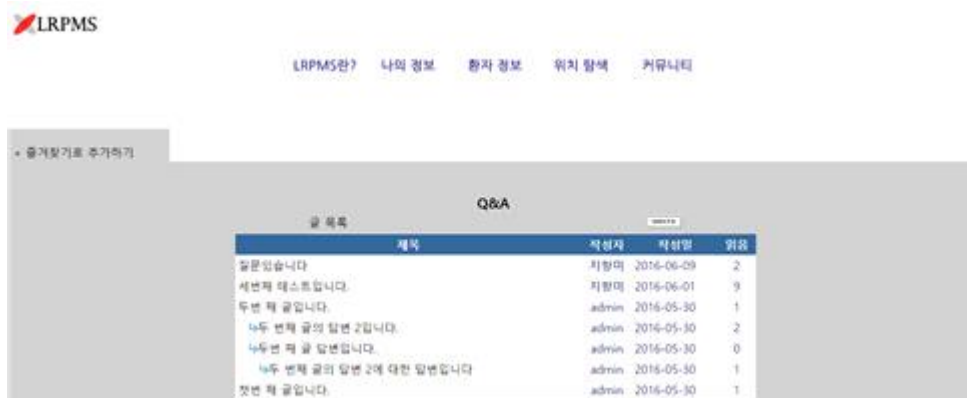 LRPMS
LRPMS란? 나의 정보 환자 정보 위치 탐색 커뮤니티
• 즐겨찾기로 추가하기
Q&A
글 목록
제목 작성자 작성일 읽음
질문있습니다 2016-06-09 2
세번째 테스트입니다. 2016-06-01 9
두번 째 글입니다. admin 2016-05-30 1
↳두 번째 글의 답변 2입니다. admin 2016-05-30 2
↳두번 째 글 답변입니다. admin 2016-05-30 0
↳두 번째 글의 답변 2에 대한 답변입니다 admin 2016-05-30 1
첫번 째 글입니다. admin 2016-05-30 1